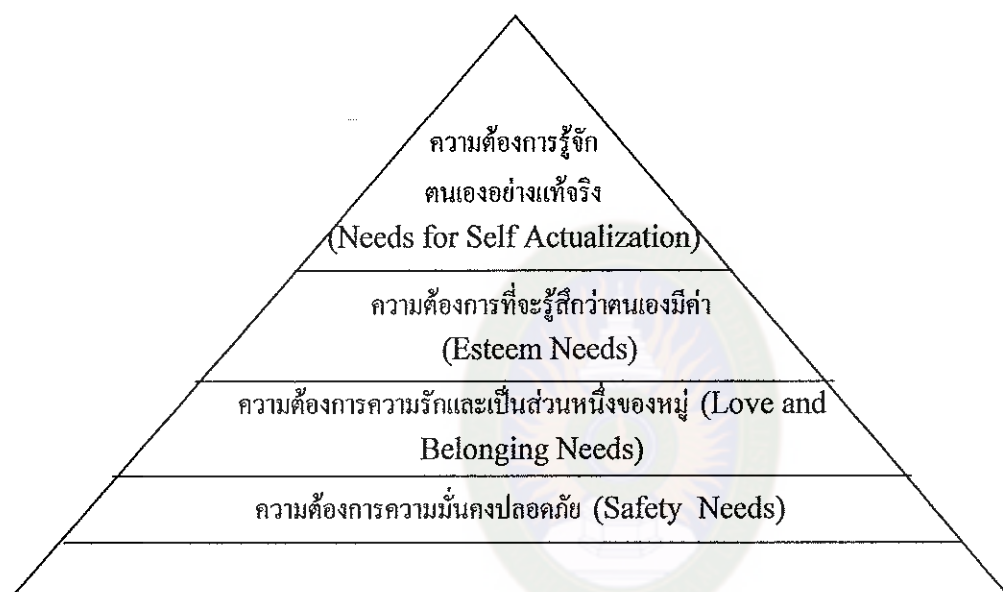 ความต้องการรู้จัก
ตนเองอย่างแท้จริง
(Needs for Self Actualization)
ความต้องการที่จะรู้สึกว่าตนเองมีค่า
(Esteem Needs)
ความต้องการความรักและเป็นส่วนหนึ่งของหมู่ (Love and
Belonging Needs)
ความต้องการความมั่นคงปลอดภัย (Safety Needs)